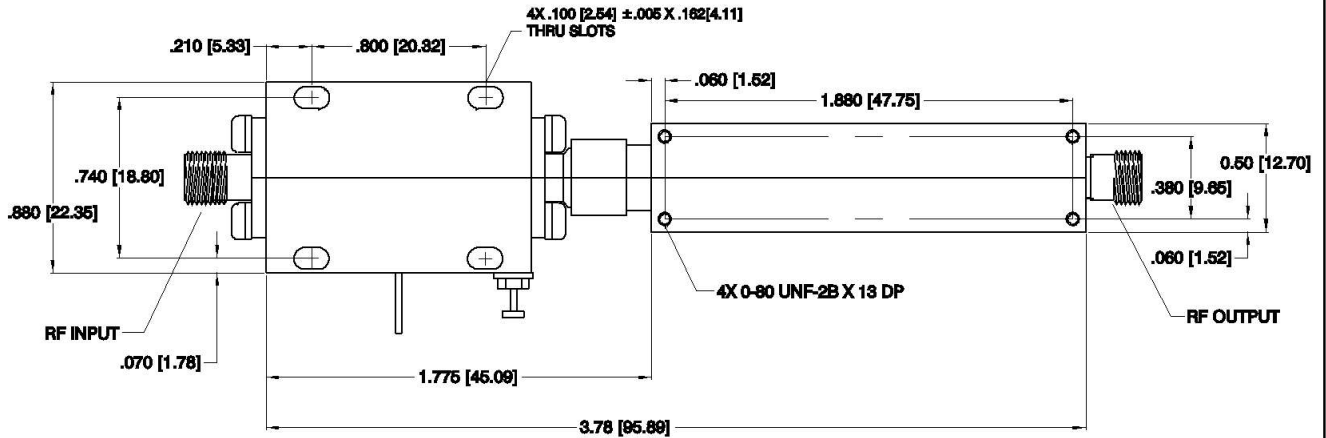 4X .100 [2.54] ±.005 X .162[4.11]
THRU SLOTS
.210 [5.33]
.800 [20.32]
.060 [1.52]
1.880 [47.75]
.740 [18.80]
.880 [22.35]
0.50 [12.70]
.380 [9.65]
.060 [1.52]
4X 0-80 UNF-2B X 13 DP
RF INPUT
RF OUTPUT
.070 [1.78]
1.775 [45.09]
3.78 [95.89]